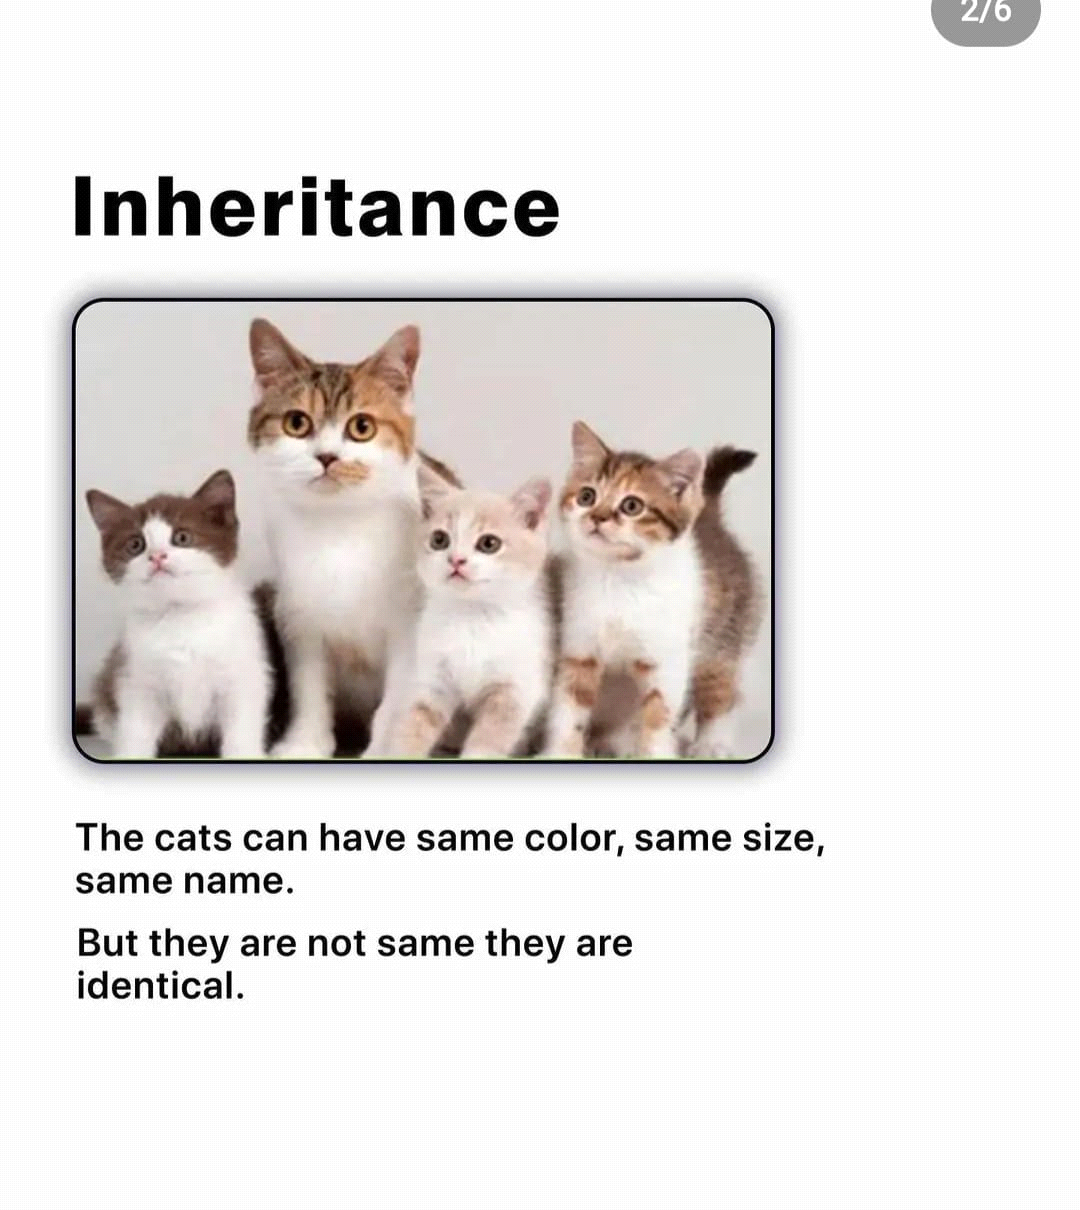 2/6
Inheritance
The cats can have same color, same size,
same name.
But they are not same they are
identical.